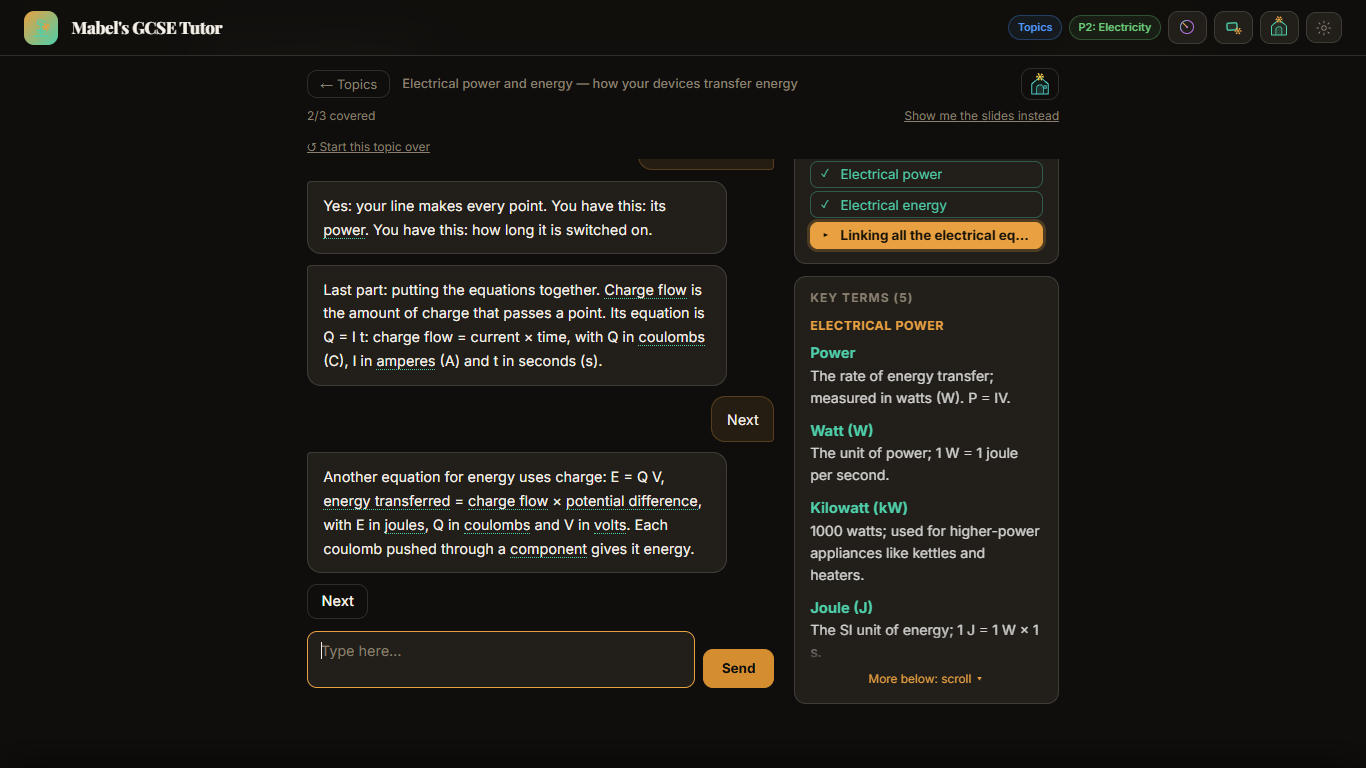 Mabel's GCSE Tutor
Topics
P2: Electricity
← Topics
Electrical power and energy — how your devices transfer energy
2/3 covered
Show me the slides instead
↺ Start this topic over
Yes: your line makes every point. You have this: its
power. You have this: how long it is switched on.
Last part: putting the equations together. Charge flow is
the amount of charge that passes a point. Its equation is
Q = I t: charge flow = current × time, with Q in coulombs
(C), I in amperes (A) and t in seconds (s).
Next
Another equation for energy uses charge: E = Q V,
energy transferred = charge flow × potential difference,
with E in joules, Q in coulombs and V in volts. Each
coulomb pushed through a component gives it energy.
Next
Type here...
Send
✓ Electrical power
✓ Electrical energy
‣ Linking all the electrical eq...
KEY TERMS (5)
ELECTRICAL POWER
Power
The rate of energy transfer;
measured in watts (W). P = IV.
Watt (W)
The unit of power; 1 W = 1 joule
per second.
Kilowatt (kW)
1000 watts; used for higher-power
appliances like kettles and
heaters.
Joule (J)
The SI unit of energy; 1 J = 1 W × 1
s.
More below: scroll ▾